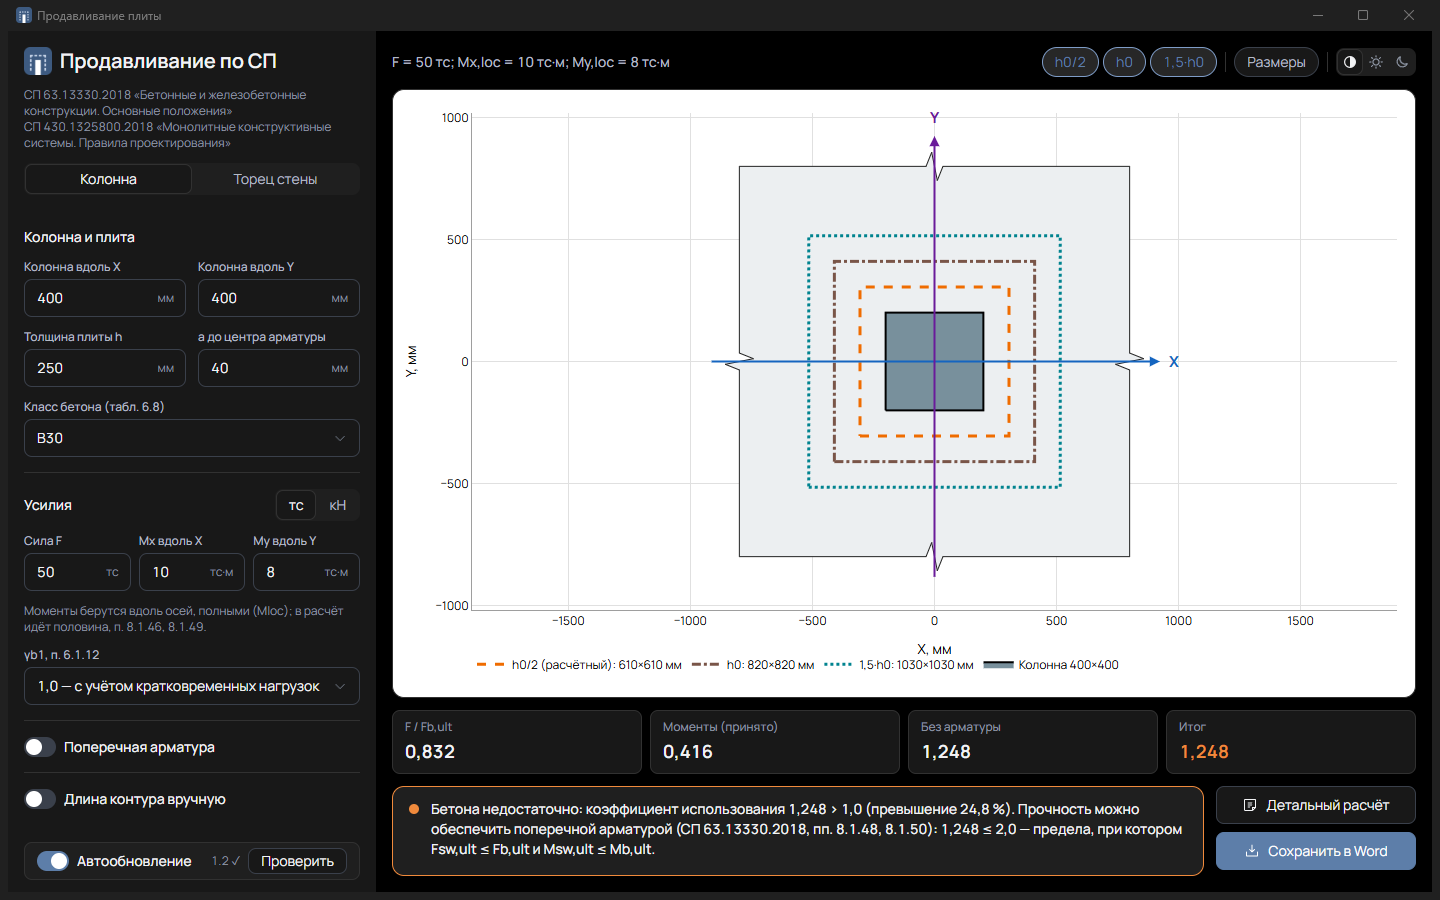 Продавливание плиты
Продавливание по СП
СП 63.13330.2018 «Бетонные и железобетонные
конструкции. Основные положения»
СП 430.1325800.2018 «Монолитные конструктивные
системы. Правила проектирования»
Колонна
Торец стены
Колонна и плита
Колонна вдоль X
Колонна вдоль Y
400 мм
400 мм
Толщина плиты h
а до центра арматуры
250 мм
40 мм
Класс бетона (табл. 6.8)
B30
Усилия
тс
кН
Сила F
Mx вдоль X
My вдоль Y
50 тс
10 тс·м
8 тс·м
Моменты берутся вдоль осей, полными (Mloc); в расчёт
идёт половина, п. 8.1.46, 8.1.49.
γb1, п. 6.1.12
1,0 — с учётом кратковременных нагрузок
Поперечная арматура
Длина контура вручную
Автообновление
1.2 ✓
Проверить
F = 50 тс; Mx,loc = 10 тс·м; My,loc = 8 тс·м
h0/2
h0
1,5·h0
Размеры
Y
1000
500
0
−500
−1000
Y, мм
X
−1500
−1000
−500
0
500
1000
1500
X, мм
h0/2 (расчётный): 610×610 мм
h0: 820×820 мм
1,5·h0: 1030×1030 мм
Колонна 400×400
F / Fb,ult
0,832
Моменты (принято)
0,416
Без арматуры
1,248
Итог
1,248
Бетона недостаточно: коэффициент использования 1,248 > 1,0 (превышение 24,8 %). Прочность можно
обеспечить поперечной арматурой (СП 63.13330.2018, пп. 8.1.48, 8.1.50): 1,248 ≤ 2,0 — предела, при котором
Fsw,ult ≤ Fb,ult и Msw,ult ≤ Mb,ult.
Детальный расчёт
Сохранить в Word